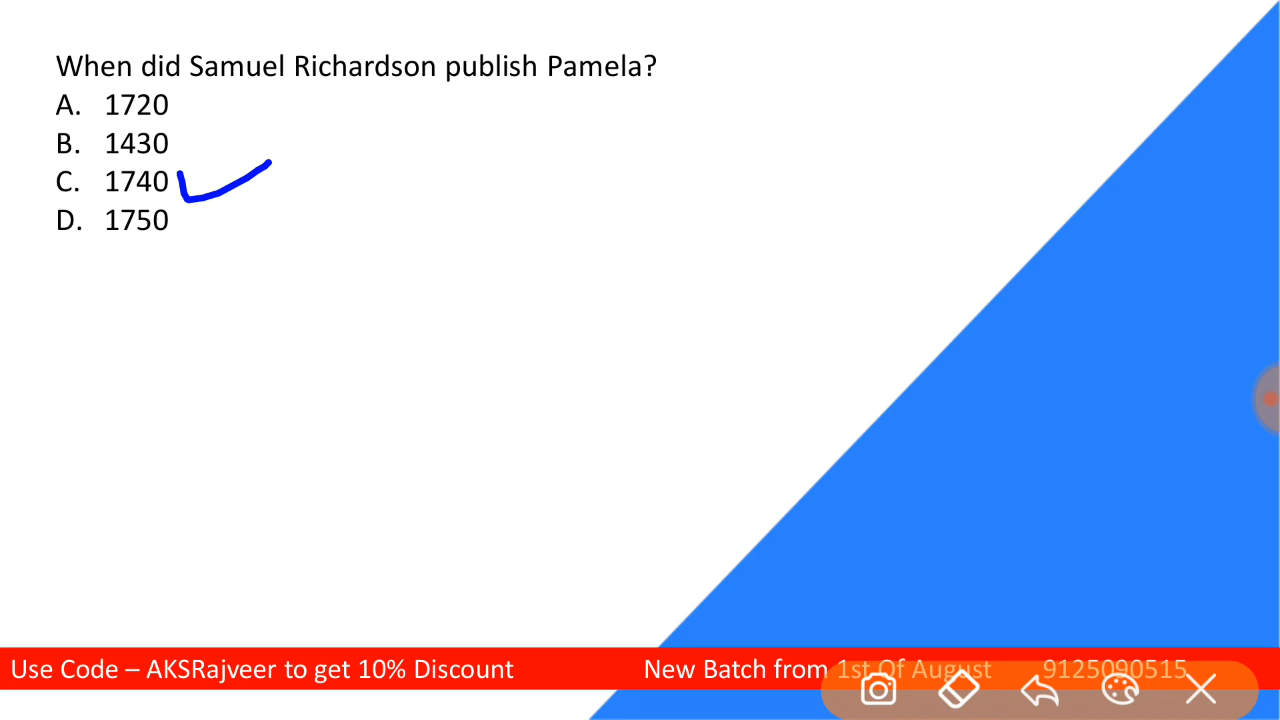 When did Samuel Richardson publish Pamela?
A. 1720
B. 1430
C. 1740
D. 1750
Use Code – AKSRajveer to get 10% Discount New Batch from 1st Of August 9125090515